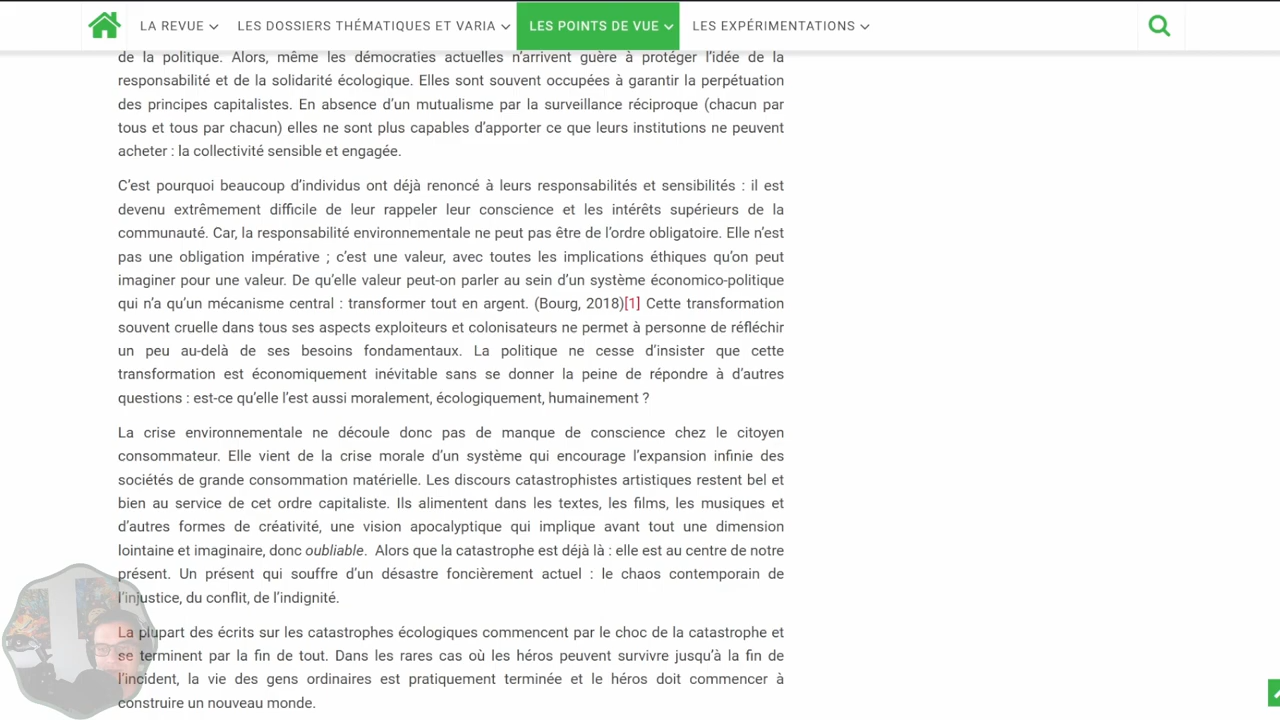 LA REVUE LES DOSSIERS THÉMATIQUES ET VARIA LES POINTS DE VUE LES EXPÉRIMENTATIONS
de la politique. Alors, même les démocraties actuelles n’arrivent guère à protéger l’idée de la
responsabilité et de la solidarité écologique. Elles sont souvent occupées à garantir la perpétuation
des principes capitalistes. En absence d’un mutualisme par la surveillance réciproque (chacun par
tous et tous par chacun) elles ne sont plus capables d’apporter ce que leurs institutions ne peuvent
acheter : la collectivité sensible et engagée.
C’est pourquoi beaucoup d’individus ont déjà renoncé à leurs responsabilités et sensibilités : il est
devenu extrêmement difficile de leur rappeler leur conscience et les intérêts supérieurs de la
communauté. Car, la responsabilité environnementale ne peut pas être de l’ordre obligatoire. Elle n’est
pas une obligation impérative ; c’est une valeur, avec toutes les implications éthiques qu’on peut
imaginer pour une valeur. De qu’elle valeur peut-on parler au sein d’un système économico-politique
qui n’a qu’un mécanisme central : transformer tout en argent. (Bourg, 2018)[1] Cette transformation
souvent cruelle dans tous ses aspects exploiteurs et colonisateurs ne permet à personne de réfléchir
un peu au-delà de ses besoins fondamentaux. La politique ne cesse d’insister que cette
transformation est économiquement inévitable sans se donner la peine de répondre à d’autres
questions : est-ce qu’elle l’est aussi moralement, écologiquement, humainement ?
La crise environnementale ne découle donc pas de manque de conscience chez le citoyen
consommateur. Elle vient de la crise morale d’un système qui encourage l’expansion infinie des
sociétés de grande consommation matérielle. Les discours catastrophistes artistiques restent bel et
bien au service de cet ordre capitaliste. Ils alimentent dans les textes, les films, les musiques et
d’autres formes de créativité, une vision apocalyptique qui implique avant tout une dimension
lointaine et imaginaire, donc oubliable. Alors que la catastrophe est déjà là : elle est au centre de notre
présent. Un présent qui souffre d’un désastre foncièrement actuel : le chaos contemporain de
l’injustice, du conflit, de l’indignité.
La plupart des écrits sur les catastrophes écologiques commencent par le choc de la catastrophe et
se terminent par la fin de tout. Dans les rares cas où les héros peuvent survivre jusqu’à la fin de
l’incident, la vie des gens ordinaires est pratiquement terminée et le héros doit commencer à
construire un nouveau monde.